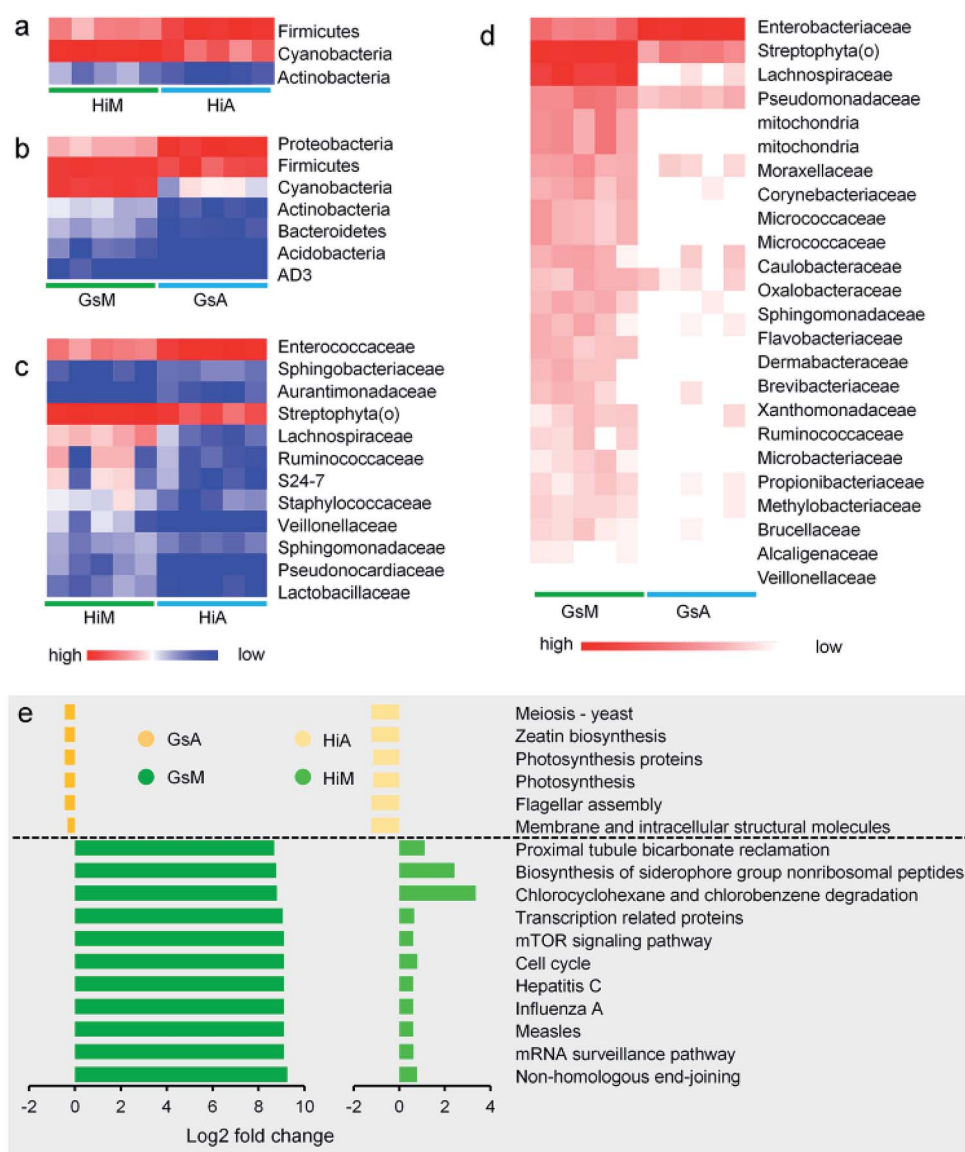 a
Firmicutes
Cyanobacteria
Actinobacteria
HiM HiA
b
Proteobacteria
Firmicutes
Cyanobacteria
Actinobacteria
Bacteroidetes
Acidobacteria
AD3
GsM GsA
c
Enterococcaceae
Sphingobacteriaceae
Aurantimonadaceae
Streptophyta(o)
Lachnospiraceae
Ruminococcaceae
S24-7
Staphylococcaceae
Veillonellaceae
Sphingomonadaceae
Pseudonocardiaceae
Lactobacillaceae
HiM HiA
high low
d
Enterobacteriaceae
Streptophyta(o)
Lachnospiraceae
Pseudomonadaceae
mitochondria
mitochondria
Moraxellaceae
Corynebacteriaceae
Micrococcaceae
Micrococcaceae
Caulobacteraceae
Oxalobacteraceae
Sphingomonadaceae
Flavobacteriaceae
Dermabacteraceae
Brevibacteriaceae
Xanthomonadaceae
Ruminococcaceae
Microbacteriaceae
Propionibacteriaceae
Methylobacteriaceae
Brucellaceae
Alcaligenaceae
Veillonellaceae
GsM GsA
high low
e
GsA HiA
GsM HiM
Meiosis - yeast
Zeatin biosynthesis
Photosynthesis proteins
Photosynthesis
Flagellar assembly
Membrane and intracellular structural molecules
Proximal tubule bicarbonate reclamation
Biosynthesis of siderophore group nonribosomal peptides
Chlorocyclohexane and chlorobenzene degradation
Transcription related proteins
mTOR signaling pathway
Cell cycle
Hepatitis C
Influenza A
Measles
mRNA surveillance pathway
Non-homologous end-joining
-2 0 2 4 6 8 10 -2 0 2 4
Log2 fold change